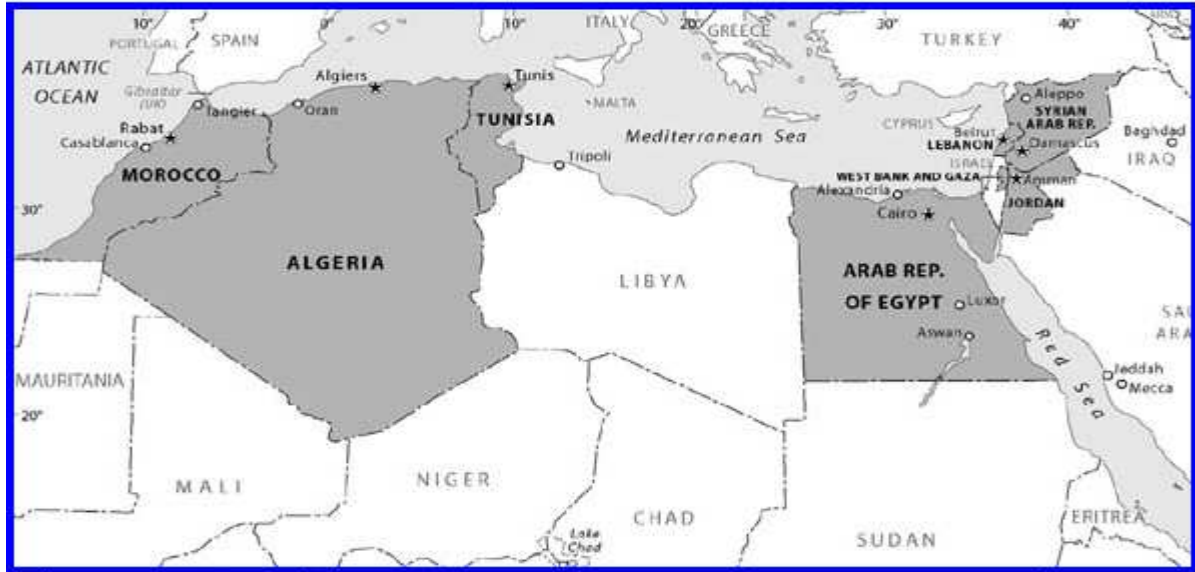 10°
0°
10°
20°
30°
40°
PORTUGAL
SPAIN
ITALY
GREECE
TURKEY
ATLANTIC
OCEAN
Gibraltar
(UK)
Tangier
Algiers
Oran
Tunis
TUNISIA
MALTA
Mediterranean Sea
CYPRUS
Aleppo
SYRIAN
ARAB REP.
Beirut
LEBANON
Damascus
Baghdad
IRAQ
Rabat
Casablanca
MOROCCO
Tripoli
ISRAEL
WEST BANK AND GAZA
Amman
JORDAN
Alexandria
Cairo
30°
ALGERIA
LIBYA
ARAB REP.
OF EGYPT
Luxor
Aswan
Red Sea
Jeddah
Mecca
MAURITANIA
20°
MALI
NIGER
CHAD
Lake
Chad
SUDAN
ERITREA